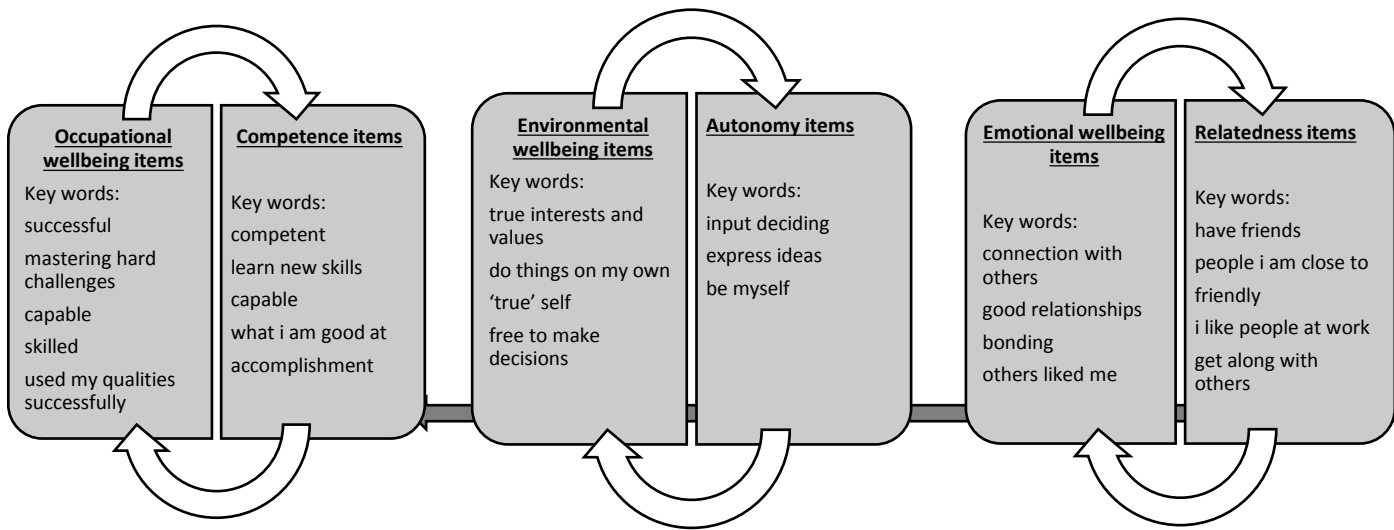 Occupational
wellbeing items
Key words:
successful
mastering hard
challenges
capable
skilled
used my qualities
successfully
Competence items
Key words:
competent
learn new skills
capable
what i am good at
accomplishment
Environmental
wellbeing items
Key words:
true interests and
values
do things on my own
‘true’ self
free to make
decisions
Autonomy items
Key words:
input deciding
express ideas
be myself
Emotional wellbeing
items
Key words:
connection with
others
good relationships
bonding
others liked me
Relatedness items
Key words:
have friends
people i am close to
friendly
i like people at work
get along with
others